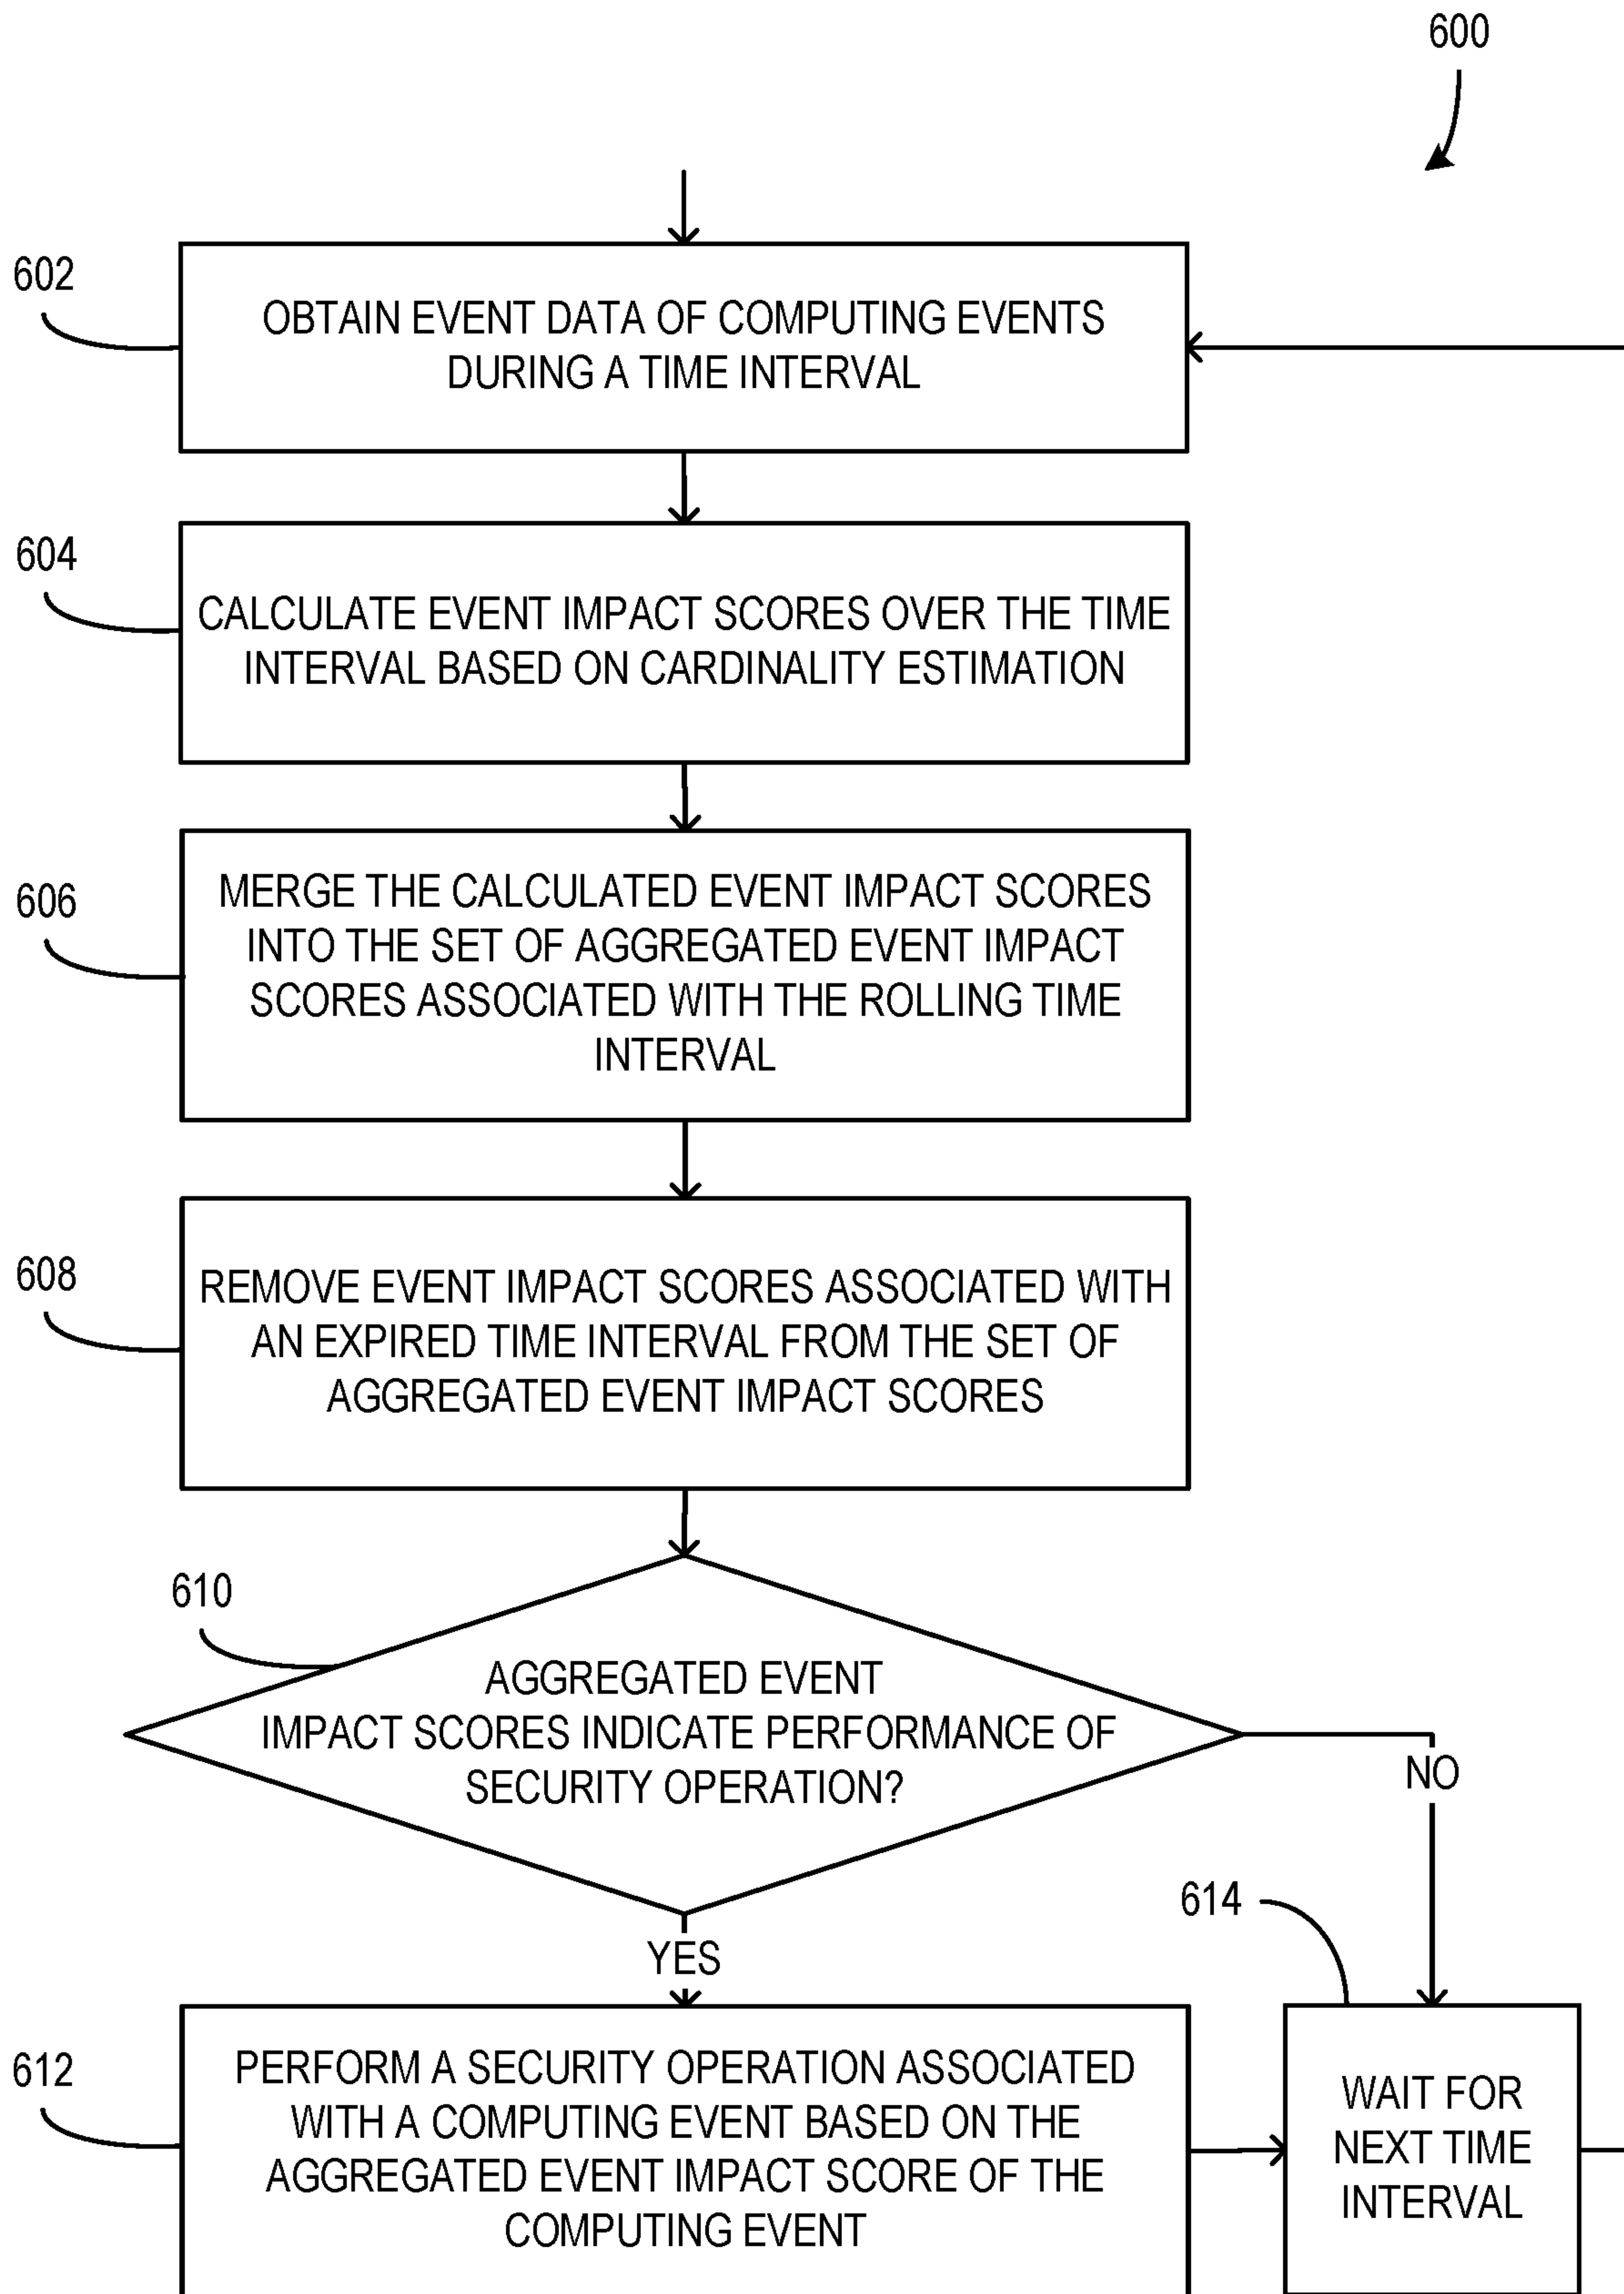 600
602
OBTAIN EVENT DATA OF COMPUTING EVENTS
DURING A TIME INTERVAL
604
CALCULATE EVENT IMPACT SCORES OVER THE TIME
INTERVAL BASED ON CARDINALITY ESTIMATION
606
MERGE THE CALCULATED EVENT IMPACT SCORES
INTO THE SET OF AGGREGATED EVENT IMPACT
SCORES ASSOCIATED WITH THE ROLLING TIME
INTERVAL
608
REMOVE EVENT IMPACT SCORES ASSOCIATED WITH
AN EXPIRED TIME INTERVAL FROM THE SET OF
AGGREGATED EVENT IMPACT SCORES
610
AGGREGATED EVENT
IMPACT SCORES INDICATE PERFORMANCE OF
SECURITY OPERATION?
NO
YES
612
PERFORM A SECURITY OPERATION ASSOCIATED
WITH A COMPUTING EVENT BASED ON THE
AGGREGATED EVENT IMPACT SCORE OF THE
COMPUTING EVENT
614
WAIT FOR
NEXT TIME
INTERVAL